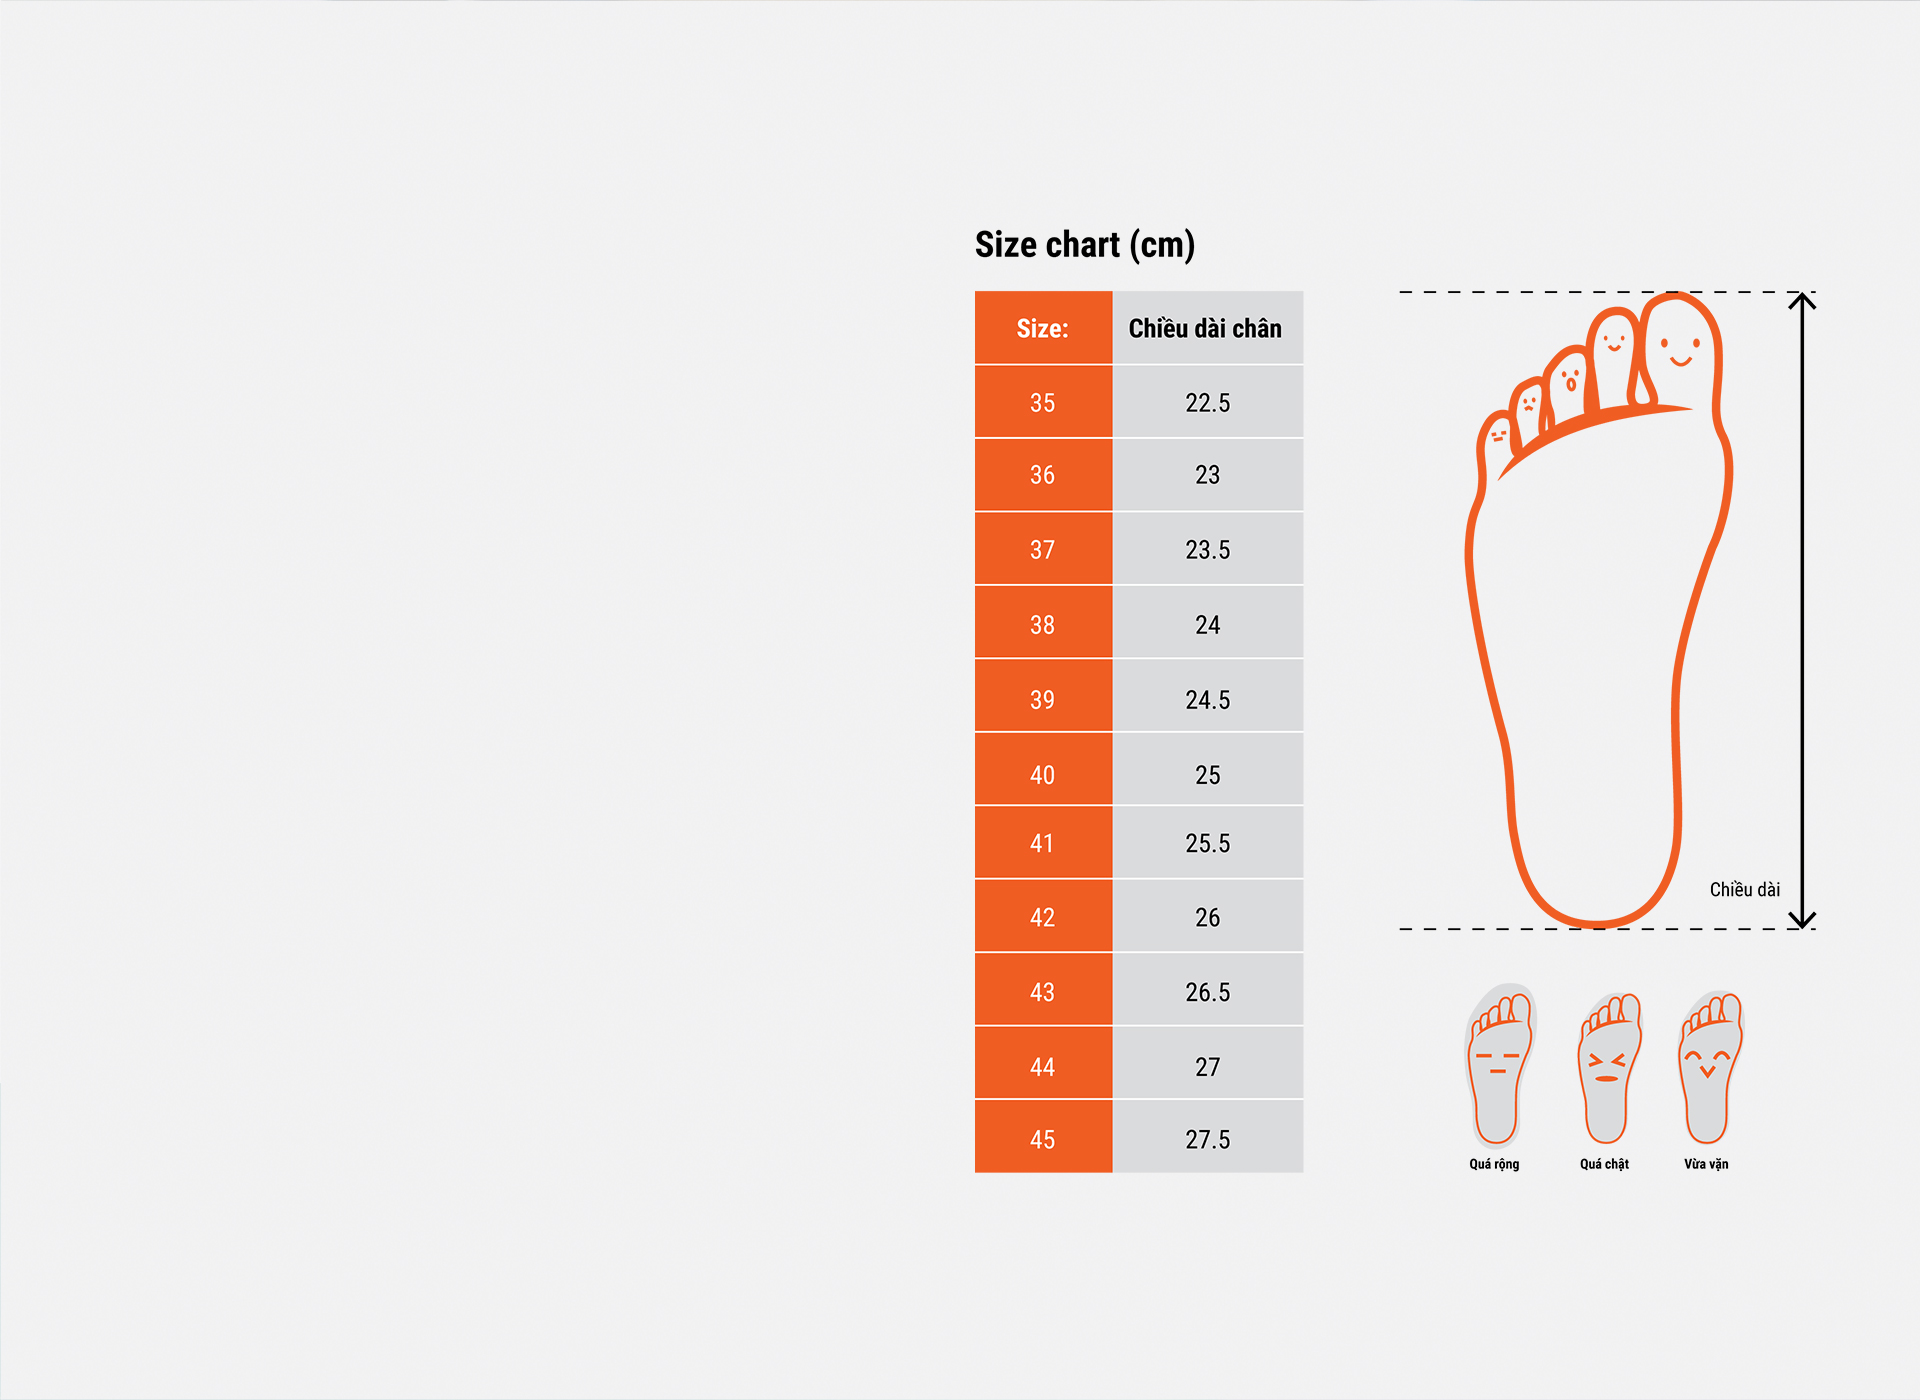 Size chart (cm)
Size: Chiều dài chân
35 22.5
36 23
37 23.5
38 24
39 24.5
40 25
41 25.5
42 26
43 26.5
44 27
45 27.5
Chiều dài
Quá rộng Quá chật Vừa vặn